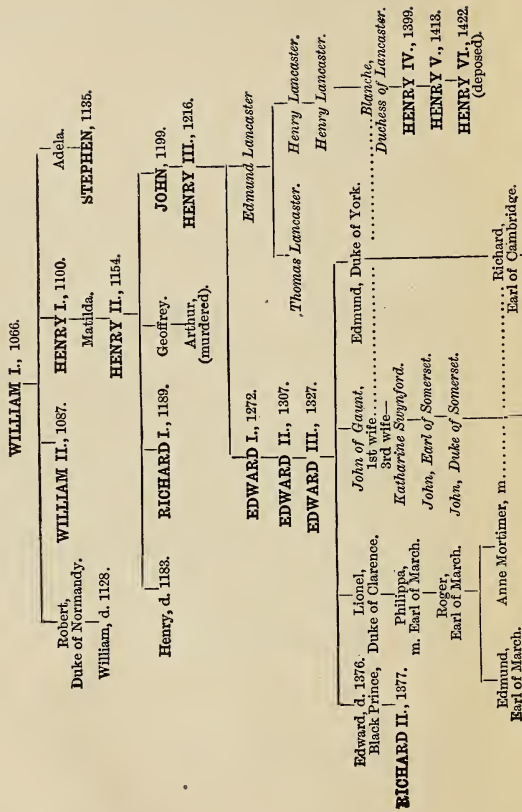 WILLIAM I., 1066.
Robert,
Duke of Normandy.
William, d. 1128.
WILLIAM II., 1087.
HENRY I., 1100.
Matilda.
HENRY II., 1154.
Adela.
STEPHEN, 1135.
Henry, d. 1183.
RICHARD I., 1189.
Geoffrey.
Arthur,
(murdered).
JOHN, 1199.
HENRY III., 1216.
EDWARD I., 1272.
EDWARD II., 1307.
EDWARD III., 1327.
Edmund Lancaster
Thomas Lancaster.
Henry Lancaster.
Henry Lancaster.
Edward, d. 1376.
Black Prince,
RICHARD II., 1377.
Lionel,
Duke of Clarence.
Philippa,
m. Earl of March.
Roger,
Earl of March.
John of Gaunt,
1st wife
3rd wife—
Katharine Swynford.
John, Earl of Somerset.
John, Duke of Somerset.
Edmund, Duke of York.
Blanche,
Duchess of Lancaster.
HENRY IV., 1399.
HENRY V., 1413.
HENRY VI., 1422.
(deposed).
Edmund,
Earl of March.
Anne Mortimer, m.
Richard,
Earl of Cambridge.